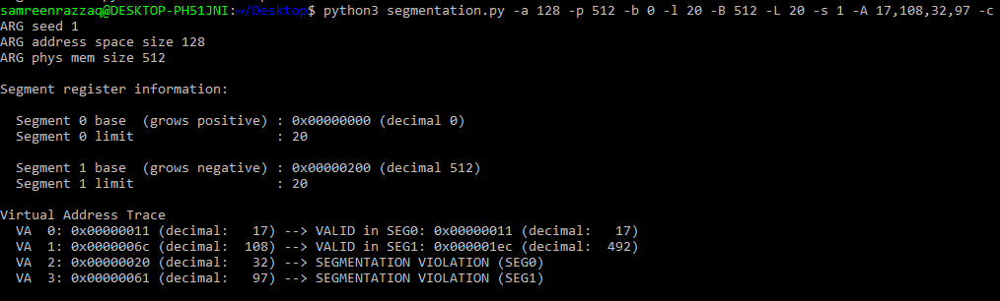 samreenrazzaq@DESKTOP-PH51JNI:~/Desktop$ python3 segmentation.py -a 128 -p 512 -b 0 -l 20 -B 512 -L 20 -s 1 -A 17,108,32,97 -c
ARG seed 1
ARG address space size 128
ARG phys mem size 512
Segment register information:
Segment 0 base  (grows positive) : 0x00000000 (decimal 0)
Segment 0 limit                  : 20
Segment 1 base  (grows negative) : 0x00000200 (decimal 512)
Segment 1 limit                  : 20
Virtual Address Trace
VA  0: 0x00000011 (decimal:   17) --> VALID in SEG0: 0x00000011 (decimal:   17)
VA  1: 0x0000006c (decimal:  108) --> VALID in SEG1: 0x000001ec (decimal:  492)
VA  2: 0x00000020 (decimal:   32) --> SEGMENTATION VIOLATION (SEG0)
VA  3: 0x00000061 (decimal:   97) --> SEGMENTATION VIOLATION (SEG1)